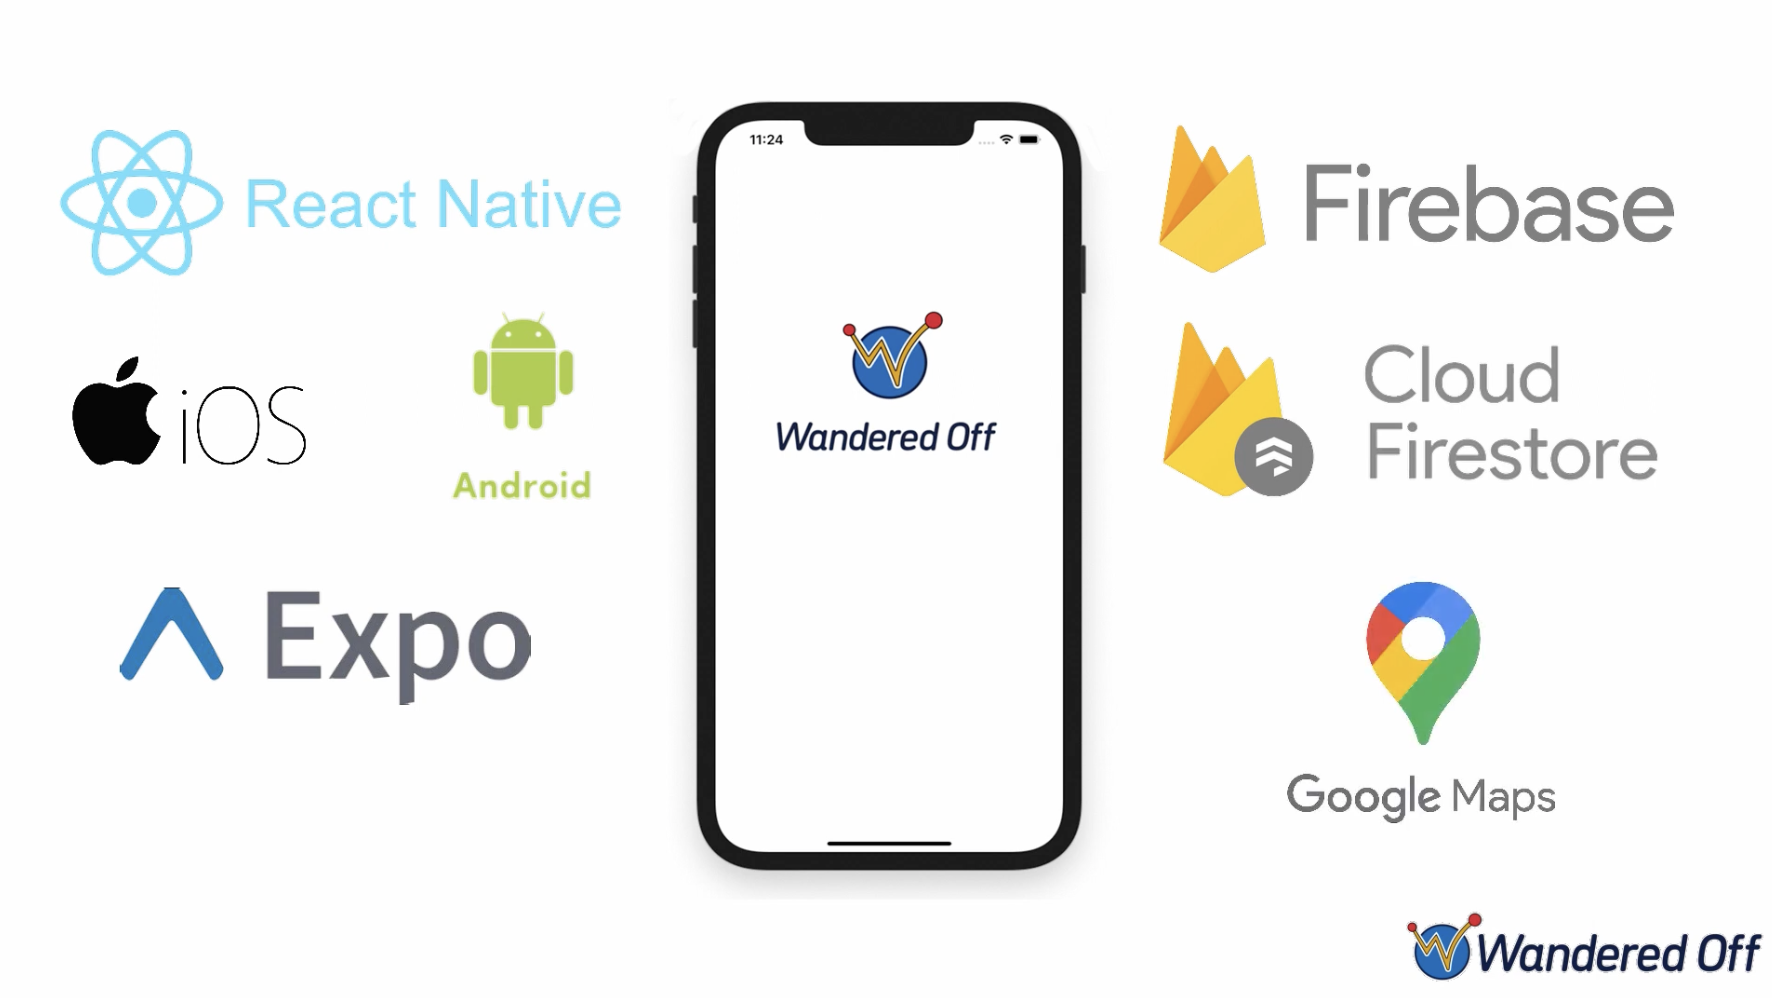 React Native
iOS
Android
Expo
11:24
Wandered Off
Firebase
Cloud
Firestore
Google Maps
Wandered Off